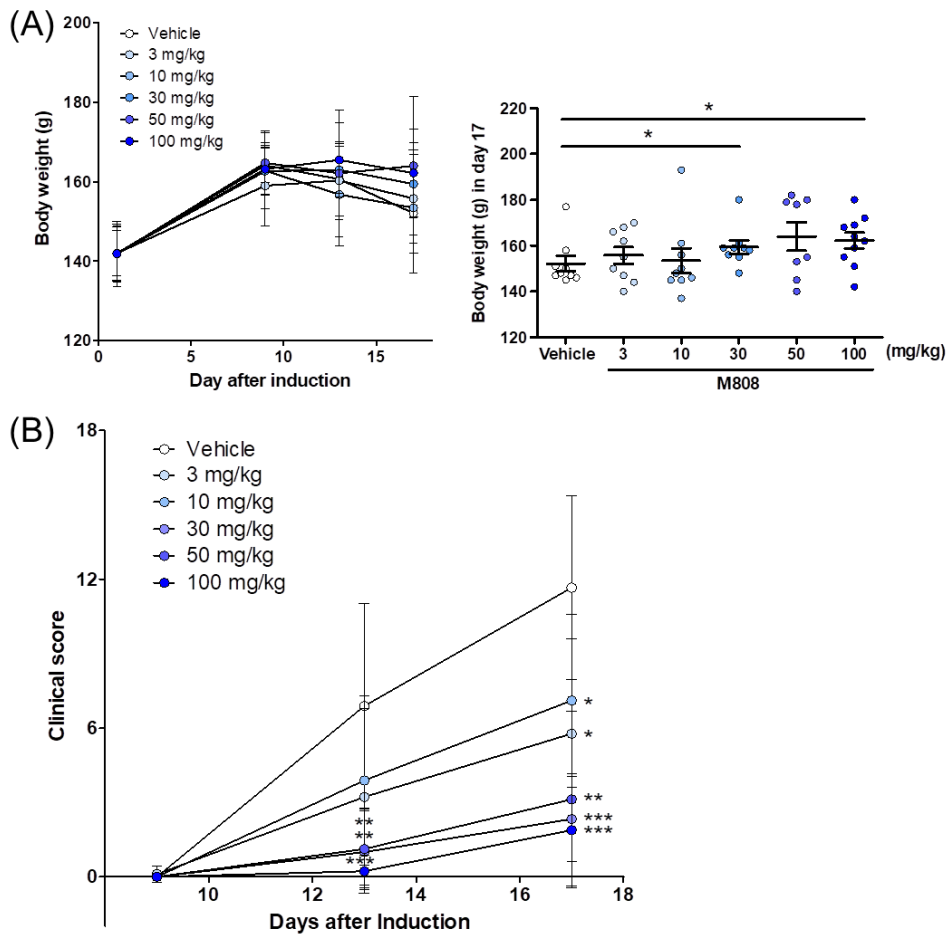 (A)
200
180
160
140
120
Body weight (g)
Vehicle
3 mg/kg
10 mg/kg
30 mg/kg
50 mg/kg
100 mg/kg
0
5
10
15
Day after induction
220
200
180
160
140
120
Body weight (g) in day 17
*
*
Vehicle
3
10
30
50
100
(mg/kg)
M808
(B)
18
12
6
0
Clinical score
Vehicle
3 mg/kg
10 mg/kg
30 mg/kg
50 mg/kg
100 mg/kg
**
**
***
*
*
**
***
***
10
12
14
16
18
Days after Induction